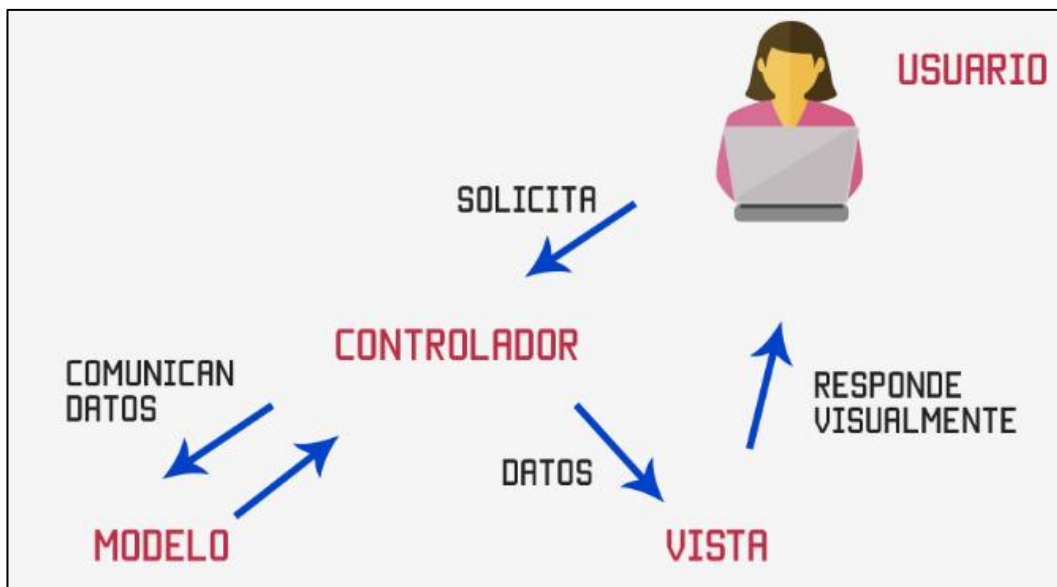 USUARIO
SOLICITA
CONTROLADOR
COMUNICAN
DATOS
RESPONDE
VISUALMENTE
DATOS
MODELO
VISTA